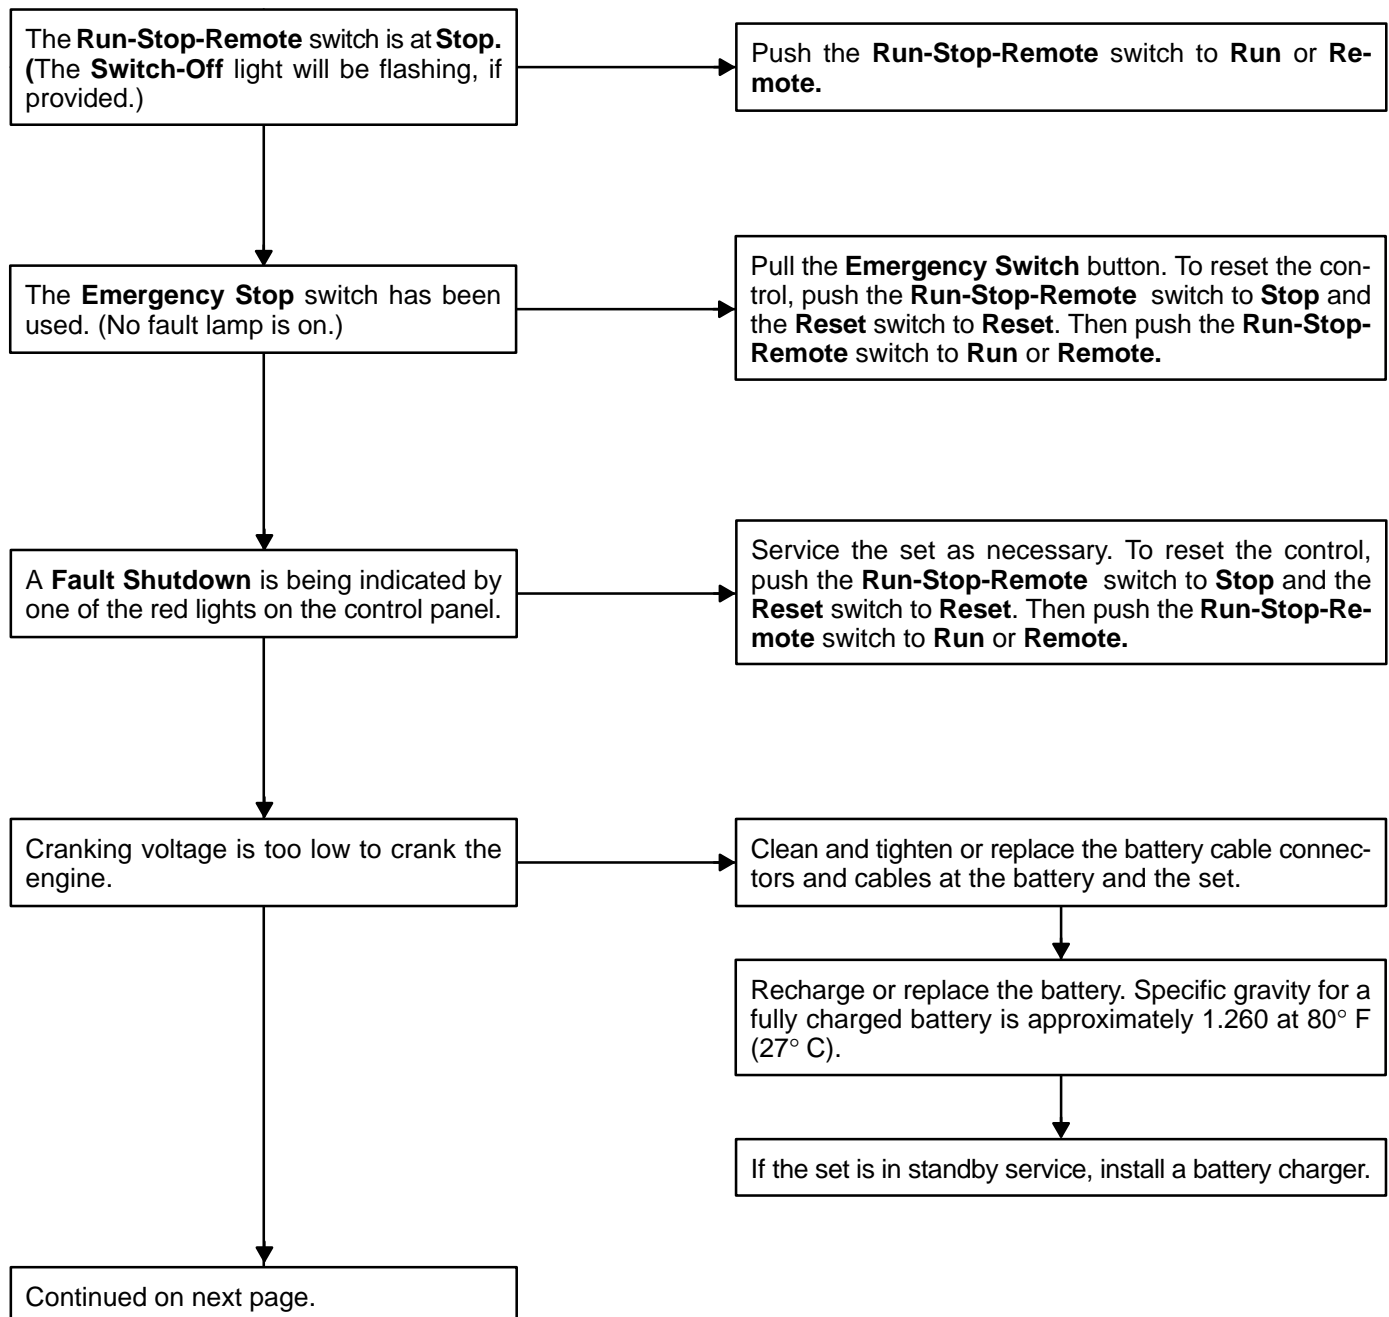 The Run-Stop-Remote switch is at Stop.
(The Switch-Off light will be flashing, if
provided.)
Push the Run-Stop-Remote switch to Run or Re-
mote.
The Emergency Stop switch has been
used. (No fault lamp is on.)
Pull the Emergency Switch button. To reset the con-
trol, push the Run-Stop-Remote switch to Stop and
the Reset switch to Reset. Then push the Run-Stop-
Remote switch to Run or Remote.
A Fault Shutdown is being indicated by
one of the red lights on the control panel.
Service the set as necessary. To reset the control,
push the Run-Stop-Remote switch to Stop and the
Reset switch to Reset. Then push the Run-Stop-Re-
mote switch to Run or Remote.
Cranking voltage is too low to crank the
engine.
Clean and tighten or replace the battery cable connec-
tors and cables at the battery and the set.
Recharge or replace the battery. Specific gravity for a
fully charged battery is approximately 1.260 at 80° F
(27° C).
If the set is in standby service, install a battery charger.
Continued on next page.